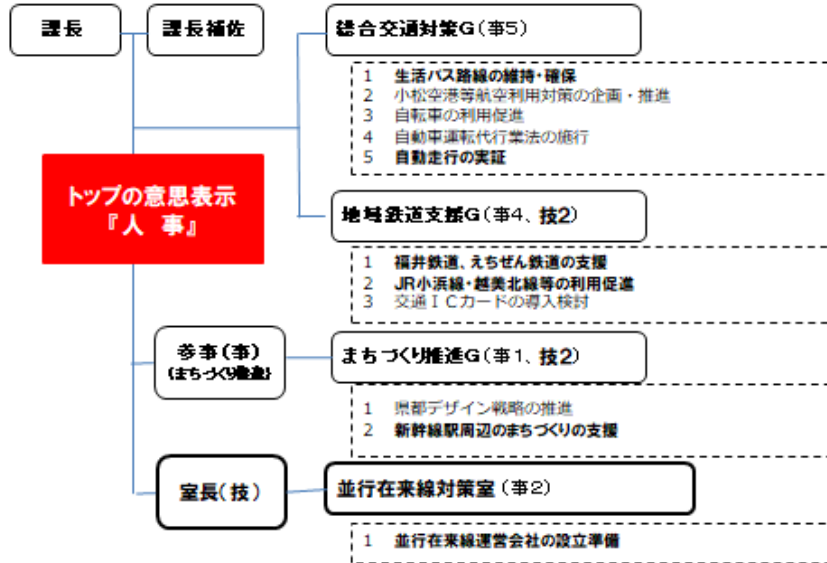 課長
課長補佐
総合交通対策G(事5)
1 生活バス路線の維持・確保
2 小松空港等航空利用対策の企画・推進
3 自転車の利用促進
4 自動車運転代行業法の施行
5 自動走行の実証
トップの意思表示
『人 事』
地域鉄道支援G(事4、技2)
1 福井鉄道、えちぜん鉄道の支援
2 JR小浜線・越美北線等の利用促進
3 交通ICカードの導入検討
参事(事)
(まちづくり推進)
まちづくり推進G(事1、技2)
1 県都デザイン戦略の推進
2 新幹線駅周辺のまちづくりの支援
室長(技)
並行在来線対策室(事2)
1 並行在来線運営会社の設立準備